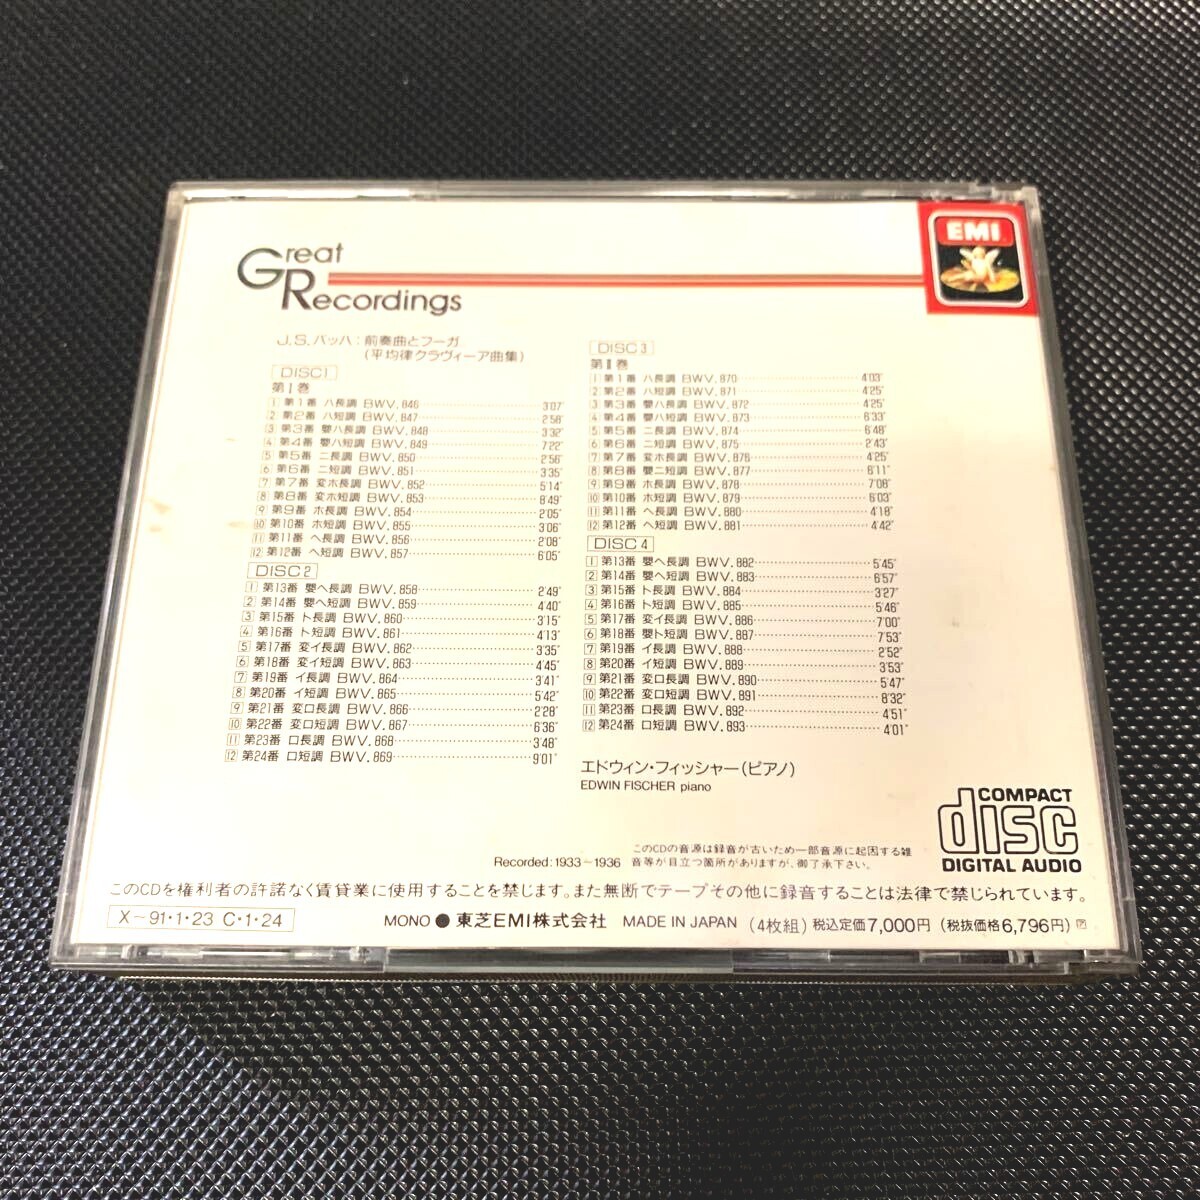 Great
Recordings
EMI
J.S.バッハ:前奏曲とフーガ
(平均律クラヴィーア曲集)
DISC1
第Ⅰ巻
1 第1番 ハ長調 BWV.846 3'07"
2 第2番 ハ短調 BWV.847 2'58"
3 第3番 嬰ハ長調 BWV.848 3'32"
4 第4番 嬰ハ短調 BWV.849 7'22"
5 第5番 ニ長調 BWV.850 2'56"
6 第6番 ニ短調 BWV.851 3'35"
7 第7番 変ホ長調 BWV.852 5'14"
8 第8番 変ホ短調 BWV.853 8'49"
9 第9番 ホ長調 BWV.854 2'05"
10 第10番 ホ短調 BWV.855 3'06"
11 第11番 ヘ長調 BWV.856 2'08"
12 第12番 ヘ短調 BWV.857 6'05"
DISC2
1 第13番 嬰ヘ長調 BWV.858 2'49"
2 第14番 嬰ヘ短調 BWV.859 4'40"
3 第15番 ト長調 BWV.860 3'15"
4 第16番 ト短調 BWV.861 4'13"
5 第17番 変イ長調 BWV.862 3'35"
6 第18番 変イ短調 BWV.863 4'45"
7 第19番 イ長調 BWV.864 3'41"
8 第20番 イ短調 BWV.865 5'42"
9 第21番 変ロ長調 BWV.866 2'28"
10 第22番 変ロ短調 BWV.867 6'36"
11 第23番 ロ長調 BWV.868 3'48"
12 第24番 ロ短調 BWV.869 9'01"
DISC3
第Ⅱ巻
1 第1番 ハ長調 BWV.870 4'03"
2 第2番 ハ短調 BWV.871 4'25"
3 第3番 嬰ハ長調 BWV.872 4'25"
4 第4番 嬰ハ短調 BWV.873 6'33"
5 第5番 ニ長調 BWV.874 6'48"
6 第6番 ニ短調 BWV.875 2'43"
7 第7番 変ホ長調 BWV.876 4'25"
8 第8番 嬰ニ短調 BWV.877 6'11"
9 第9番 ホ長調 BWV.878 7'08"
10 第10番 ホ短調 BWV.879 6'03"
11 第11番 ヘ長調 BWV.880 4'18"
12 第12番 ヘ短調 BWV.881 4'42"
DISC4
1 第13番 嬰ヘ長調 BWV.882 5'45"
2 第14番 嬰ヘ短調 BWV.883 6'57"
3 第15番 ト長調 BWV.884 3'27"
4 第16番 ト短調 BWV.885 5'46"
5 第17番 変イ長調 BWV.886 7'00"
6 第18番 嬰ト短調 BWV.887 7'53"
7 第19番 イ長調 BWV.888 2'52"
8 第20番 イ短調 BWV.889 3'53"
9 第21番 変ロ長調 BWV.890 5'47"
10 第22番 変ロ短調 BWV.891 8'32"
11 第23番 ロ長調 BWV.892 4'51"
12 第24番 ロ短調 BWV.893 4'01"
エドウィン・フィッシャー(ピアノ)
EDWIN FISCHER piano
COMPACT
disc
DIGITAL AUDIO
Recorded:1933~1936
このCDの音源は録音が古いため一部音源に起因する雑
音等が目立つ箇所がありますが、御了承下さい。
このCDを権利者の許諾なく賃貸業に使用することを禁じます。また無断でテープその他に録音することは法律で禁じられています。
X~91・1・23 C・1・24
MONO ● 東芝EMI株式会社 MADE IN JAPAN (4枚組) 税込定価7,000円 (税抜価格6,796円)